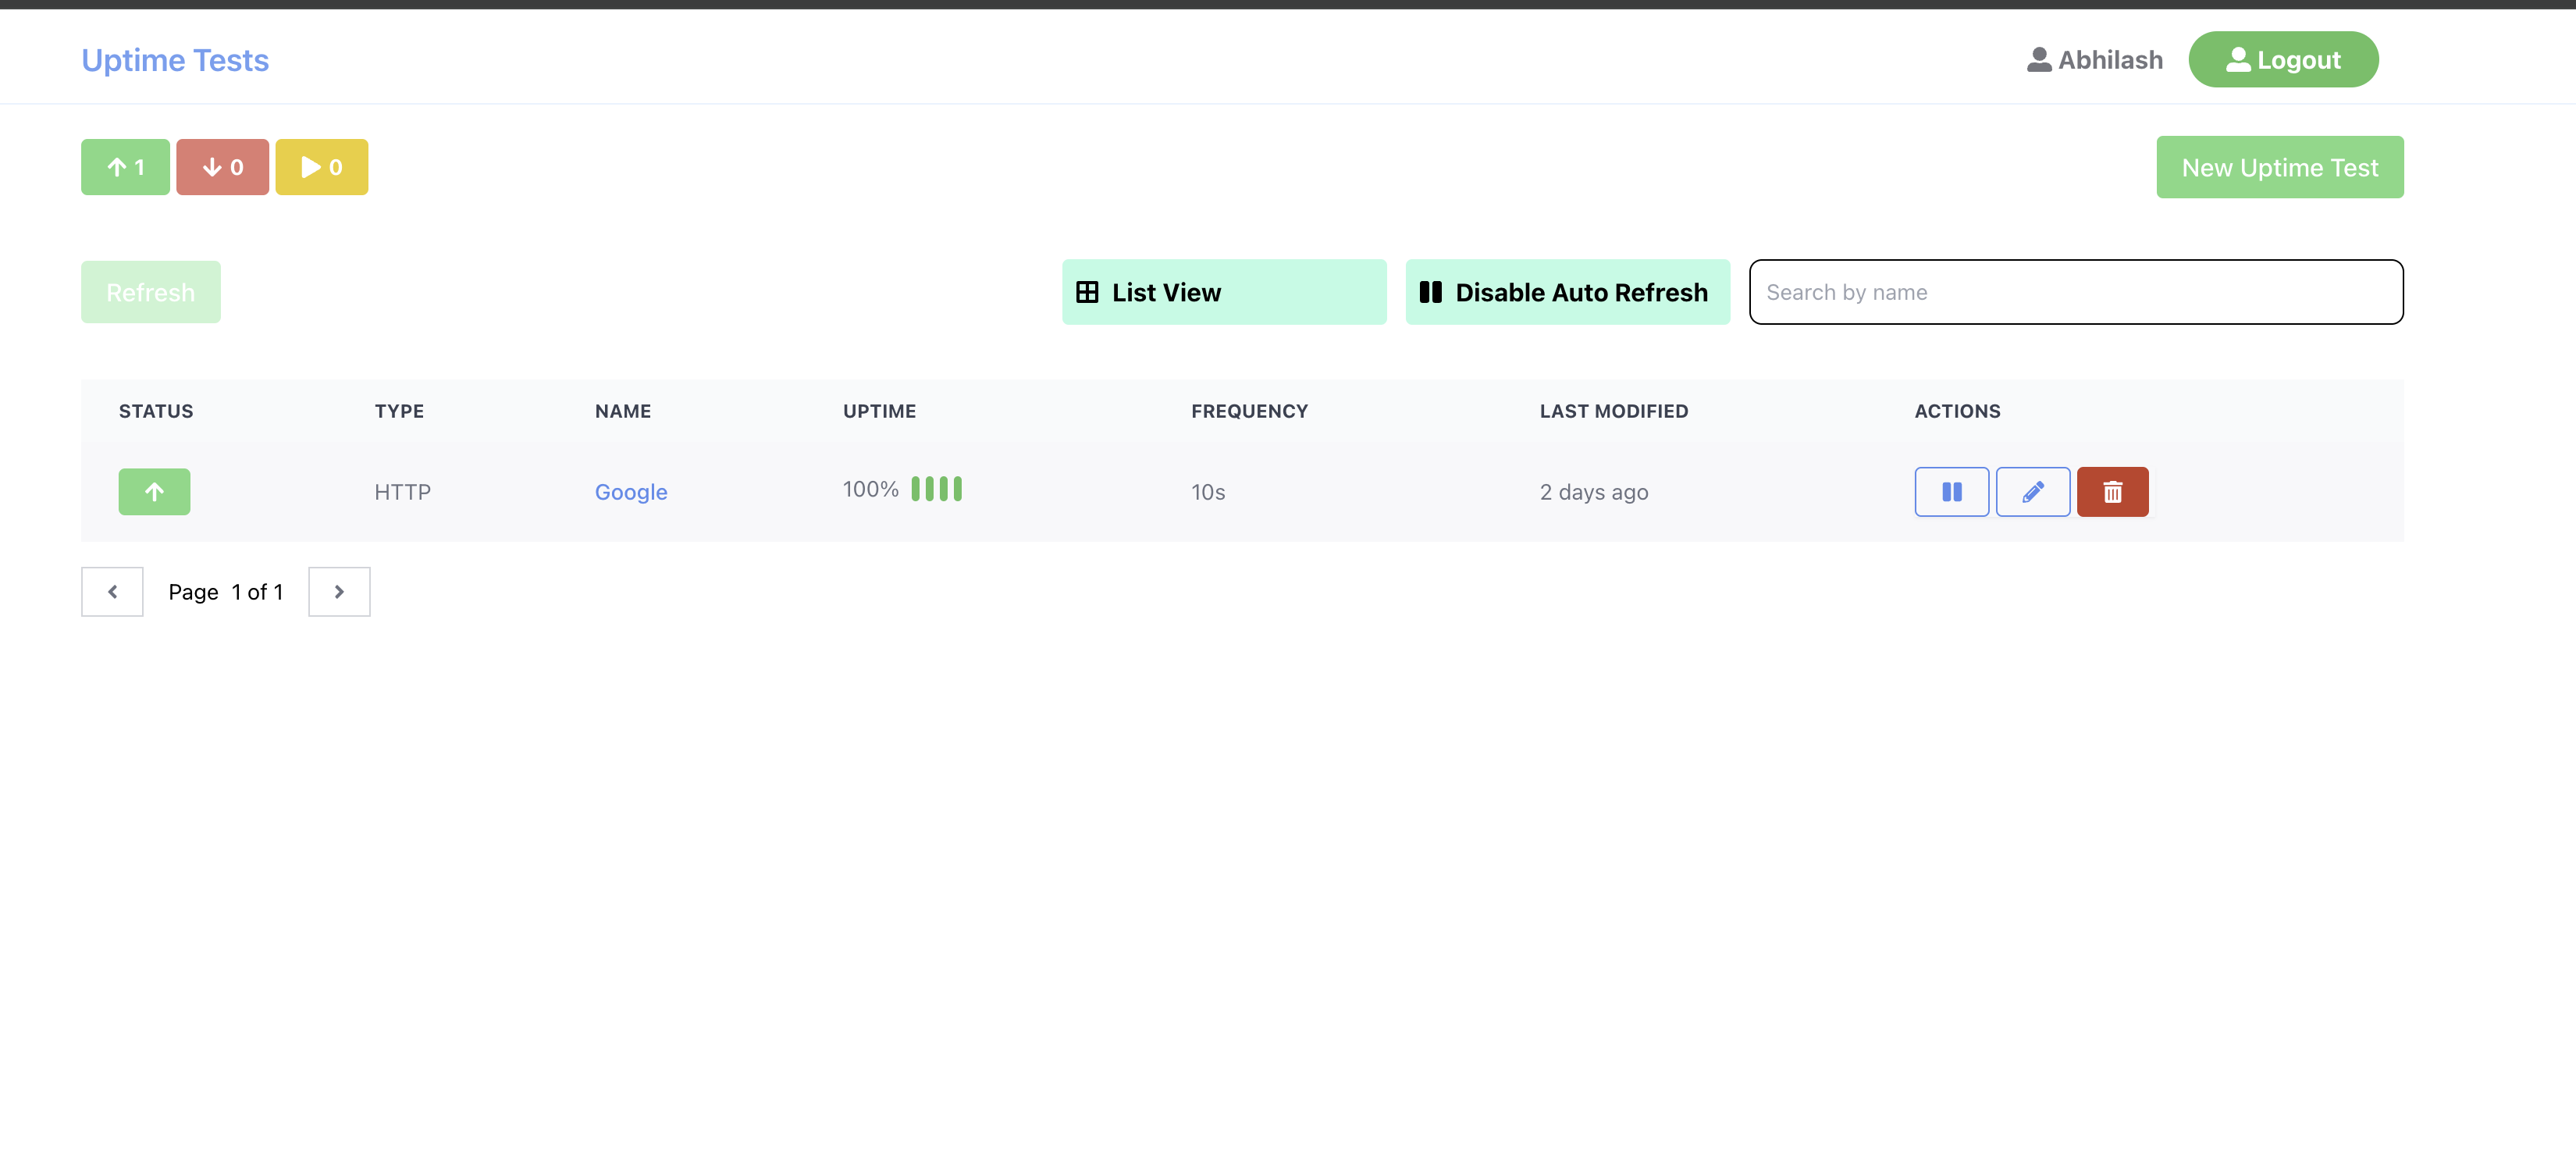 Uptime Tests
Abhilash
Logout
1
0
0
New Uptime Test
Refresh
List View
Disable Auto Refresh
Search by name
STATUS TYPE NAME UPTIME FREQUENCY LAST MODIFIED ACTIONS
HTTP Google 100% 10s 2 days ago
Page 1 of 1